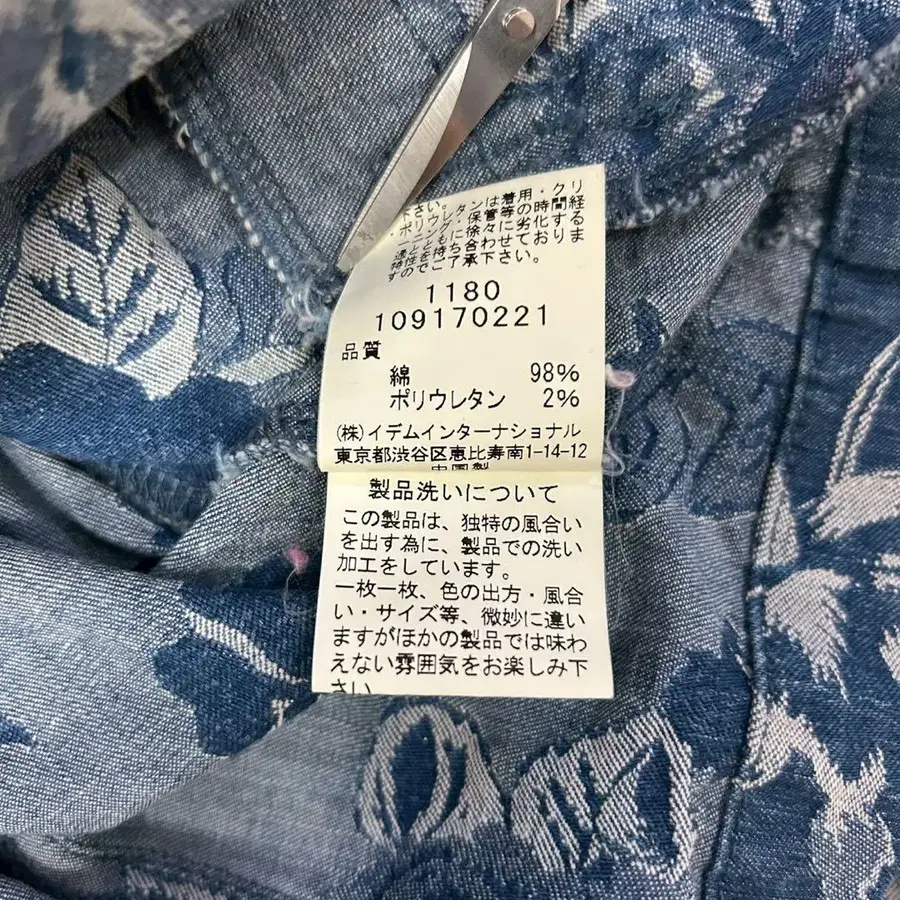 下さい。
・ポリウレタンは着用・クリ
ーニング・保管等の時間経
過とともに徐々に劣化する
特性を持ち合わせておりま
すのでご了承下さい。
1180
109170221
品質
綿 98%
ポリウレタン 2%
(株)イデムインターナショナル
東京都渋谷区恵比寿南1-14-12
中国製
製品洗いについて
この製品は、独特の風合い
を出す為に、製品での洗い
加工をしています。
一枚一枚、色の出方・風合
い・サイズ等、微妙に違い
ますがほかの製品では味わ
えない雰囲気をお楽しみ下
さい